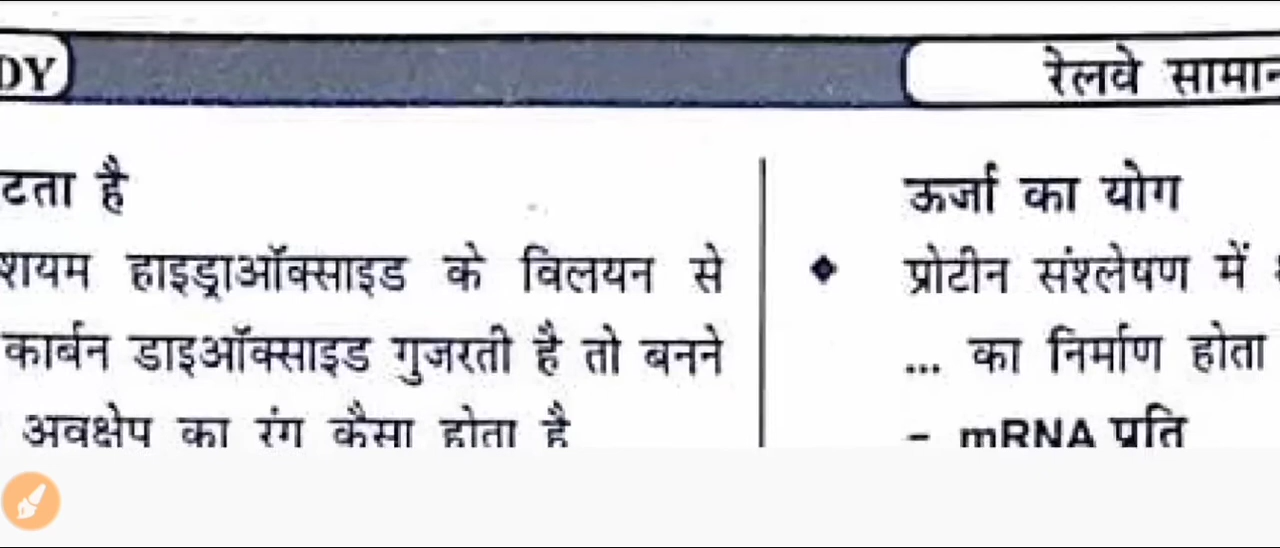 DY
रेलवे सामान
टता है
शयम हाइड्राऑक्साइड के विलयन से
कार्बन डाइऑक्साइड गुजरती है तो बनने
अवक्षेप का रंग कैसा होता है
ऊर्जा का योग
प्रोटीन संश्लेषण में
... का निर्माण होता
– mRNA प्रति